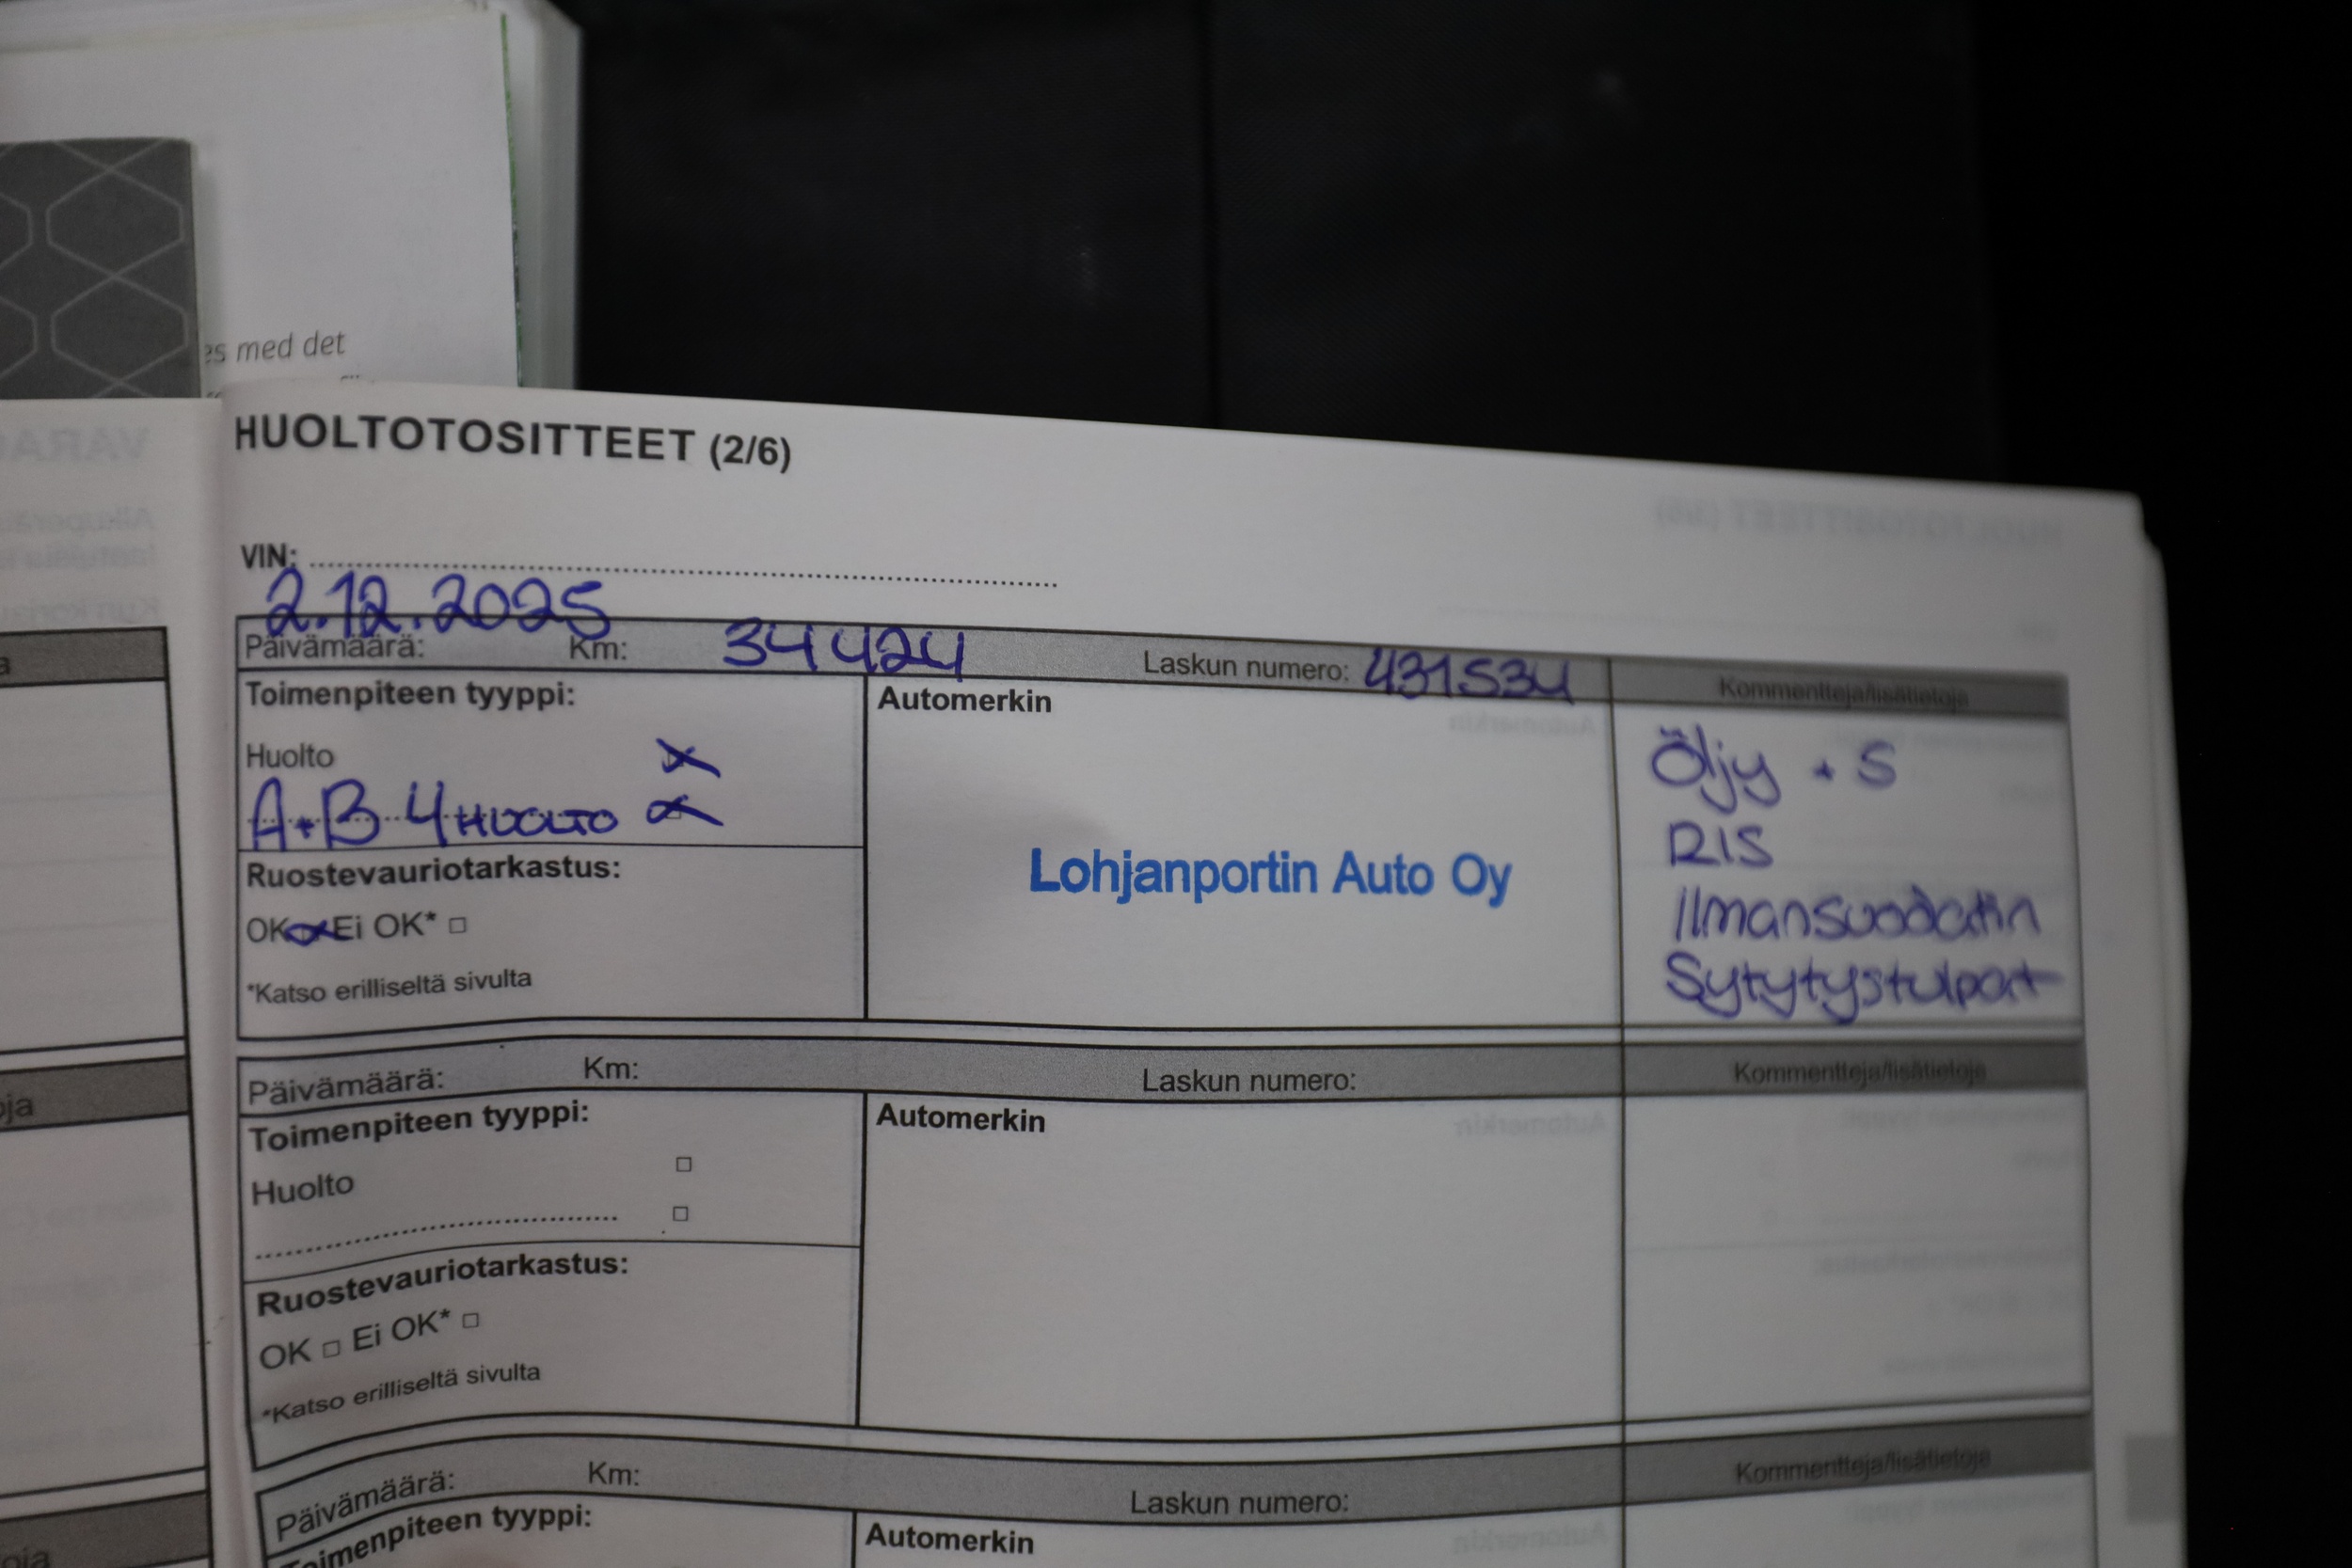 es med det
HUOLTOTOSITTEET (2/6)
VIN:
2.12.2025
Päivämäärä: Km: 34424 Laskun numero: 431534 Kommentteja/lisätietoja
Toimenpiteen tyyppi:
Huolto
A+B 4 HUOLTO
Automerkin
Lohjanportin Auto Oy
Öljy + S
RIS
Ilmansuodatin
Sytytystulpat
Ruostevauriotarkastus:
OK Ei OK* □
*Katso erilliseltä sivulta
Päivämäärä: Km: Laskun numero: Kommentteja/lisätietoja
Toimenpiteen tyyppi:
Automerkin
Huolto □
□
Ruostevauriotarkastus:
OK □ Ei OK* □
*Katso erilliseltä sivulta
Päivämäärä: Km: Laskun numero: Kommentteja/lisätietoja
Toimenpiteen tyyppi:
Automerkin